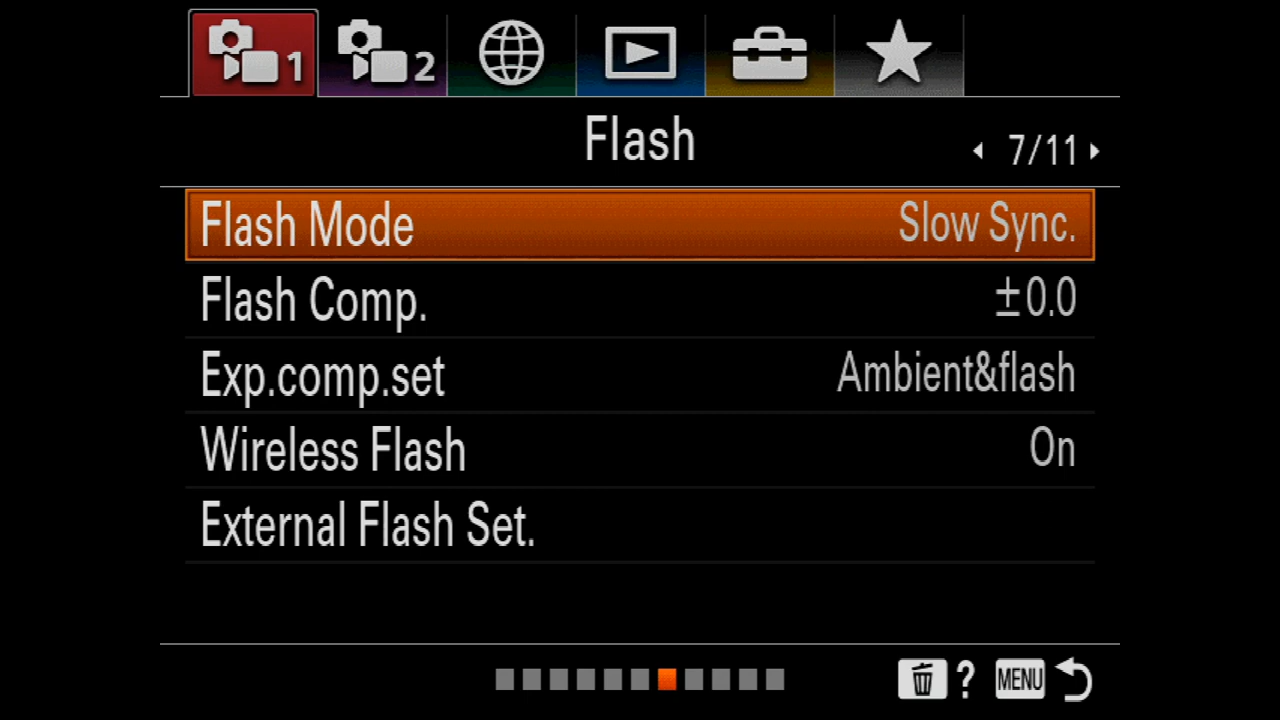 1 2
Flash
7/11
Flash Mode Slow Sync.
Flash Comp. ±0.0
Exp.comp.set Ambient&flash
Wireless Flash On
External Flash Set.
? MENU